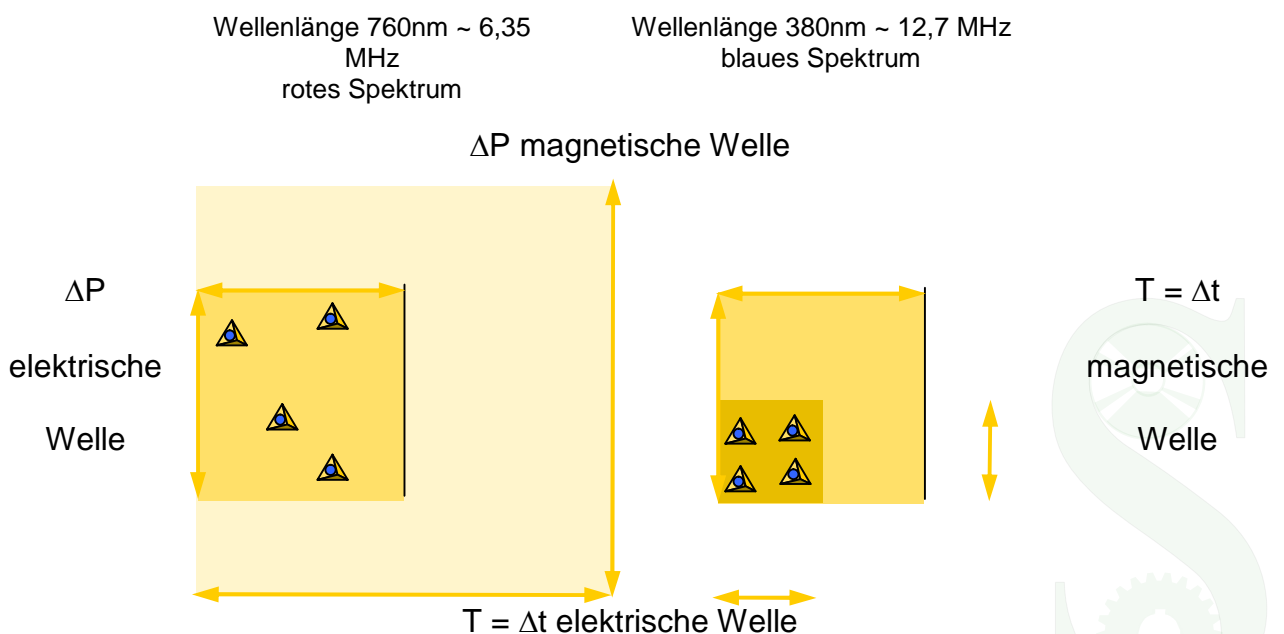 Wellenlänge 760nm ~ 6,35
MHz
rotes Spektrum
Wellenlänge 380nm ~ 12,7 MHz
blaues Spektrum
ΔP magnetische Welle
ΔP
elektrische
Welle
T = Δt
magnetische
Welle
T = Δt elektrische Welle